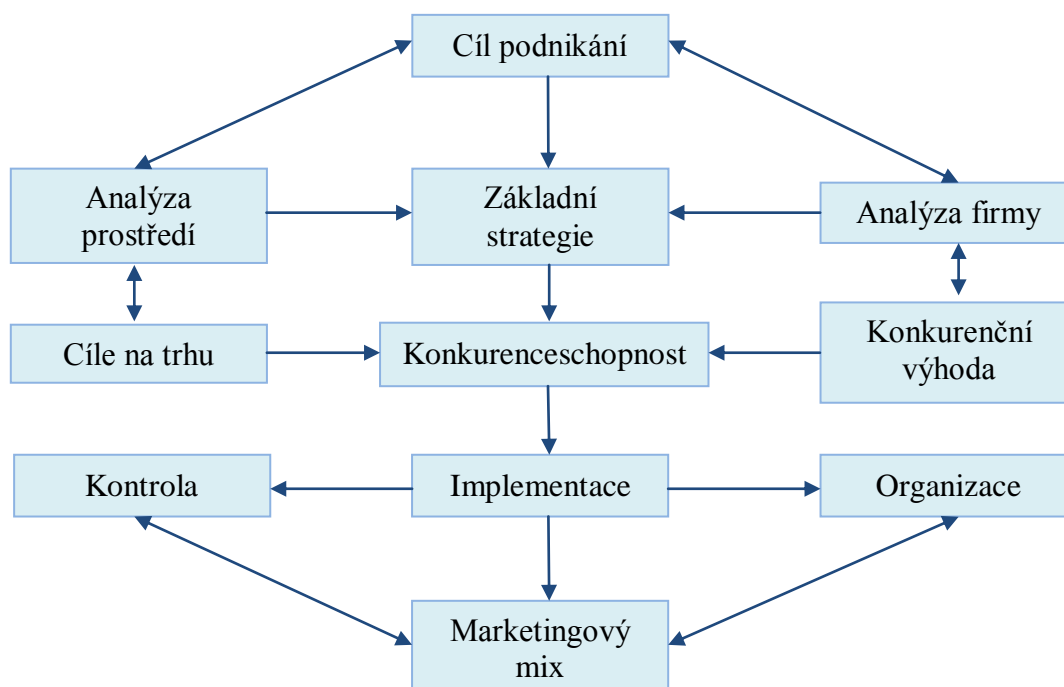 Cíl podnikání
Analýza
prostředí
Základní
strategie
Analýza firmy
Cíle na trhu
Konkurenceschopnost
Konkurenční
výhoda
Kontrola
Implementace
Organizace
Marketingový
mix